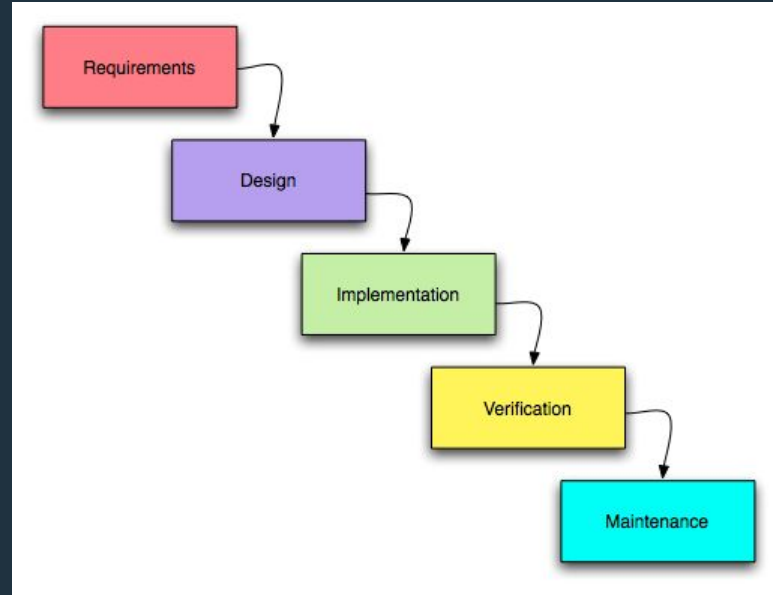 Requirements
Design
Implementation
Verification
Maintenance